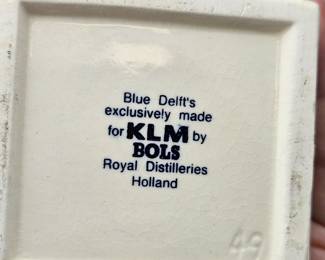 Blue Delft's
exclusively made
for KLM by
BOLS
Royal Distilleries
Holland
49